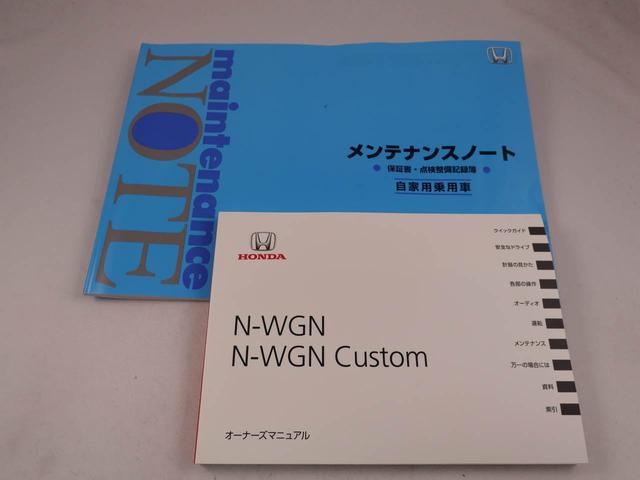 maintenance
NOTE
メンテナンスノート
保証書・点検整備記録簿
自家用乗用車
HONDA
N-WGN
N-WGN Custom
オーナーズマニュアル
クイックガイド
安全なドライブ
計器の見かた
各部の操作
オーディオ
運転
メンテナンス
万一の場合には
資料
索引